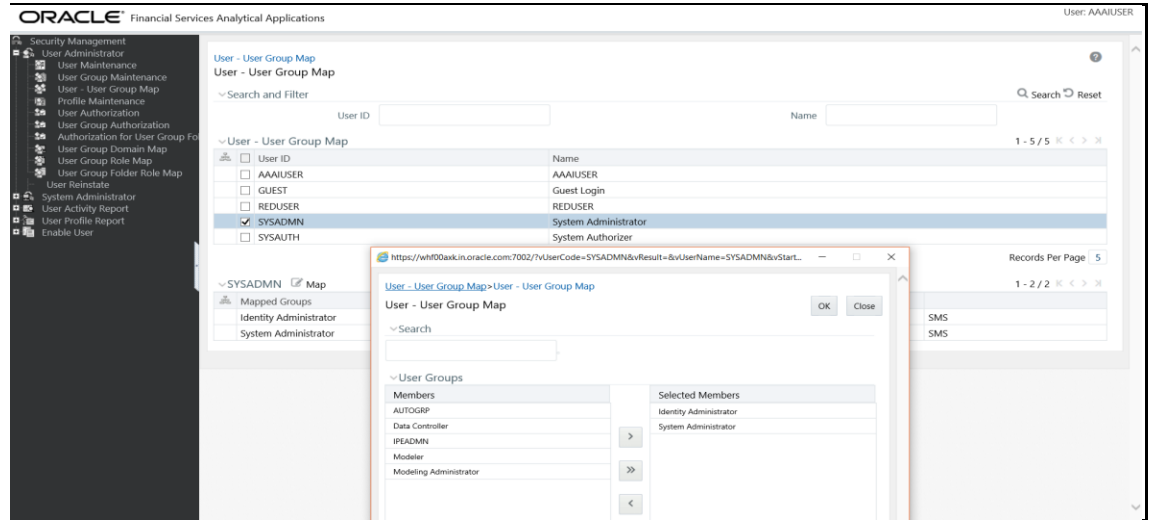 ORACLE® Financial Services Analytical Applications
User: AAAIUSER
Security Management
User Administrator
User Maintenance
User Group Maintenance
User - User Group Map
Profile Maintenance
User Authorization
User Group Authorization
Authorization for User Group Fo
User Group Domain Map
User Group Role Map
User Group Folder Role Map
User Reinstate
System Administrator
User Activity Report
User Profile Report
Enable User
User - User Group Map
User - User Group Map
Search and Filter
Search Reset
User ID Name
User - User Group Map
1 - 5 / 5
User ID Name
AAAIUSER AAAIUSER
GUEST Guest Login
REDUSER REDUSER
SYSADMN System Administrator
SYSAUTH System Authorizer
Records Per Page 5
SYSADMN Map
1 - 2 / 2
Mapped Groups
Identity Administrator SMS
System Administrator SMS
https://whf00axk.in.oracle.com:7002/?vUserCode=SYSADMN&vResult=&vUserName=SYSADMN&vStart...
User - User Group Map>User - User Group Map
User - User Group Map
OK Close
Search
User Groups
Members Selected Members
AUTOGRP Identity Administrator
Data Controller System Administrator
IPEADMN
Modeler
Modeling Administrator